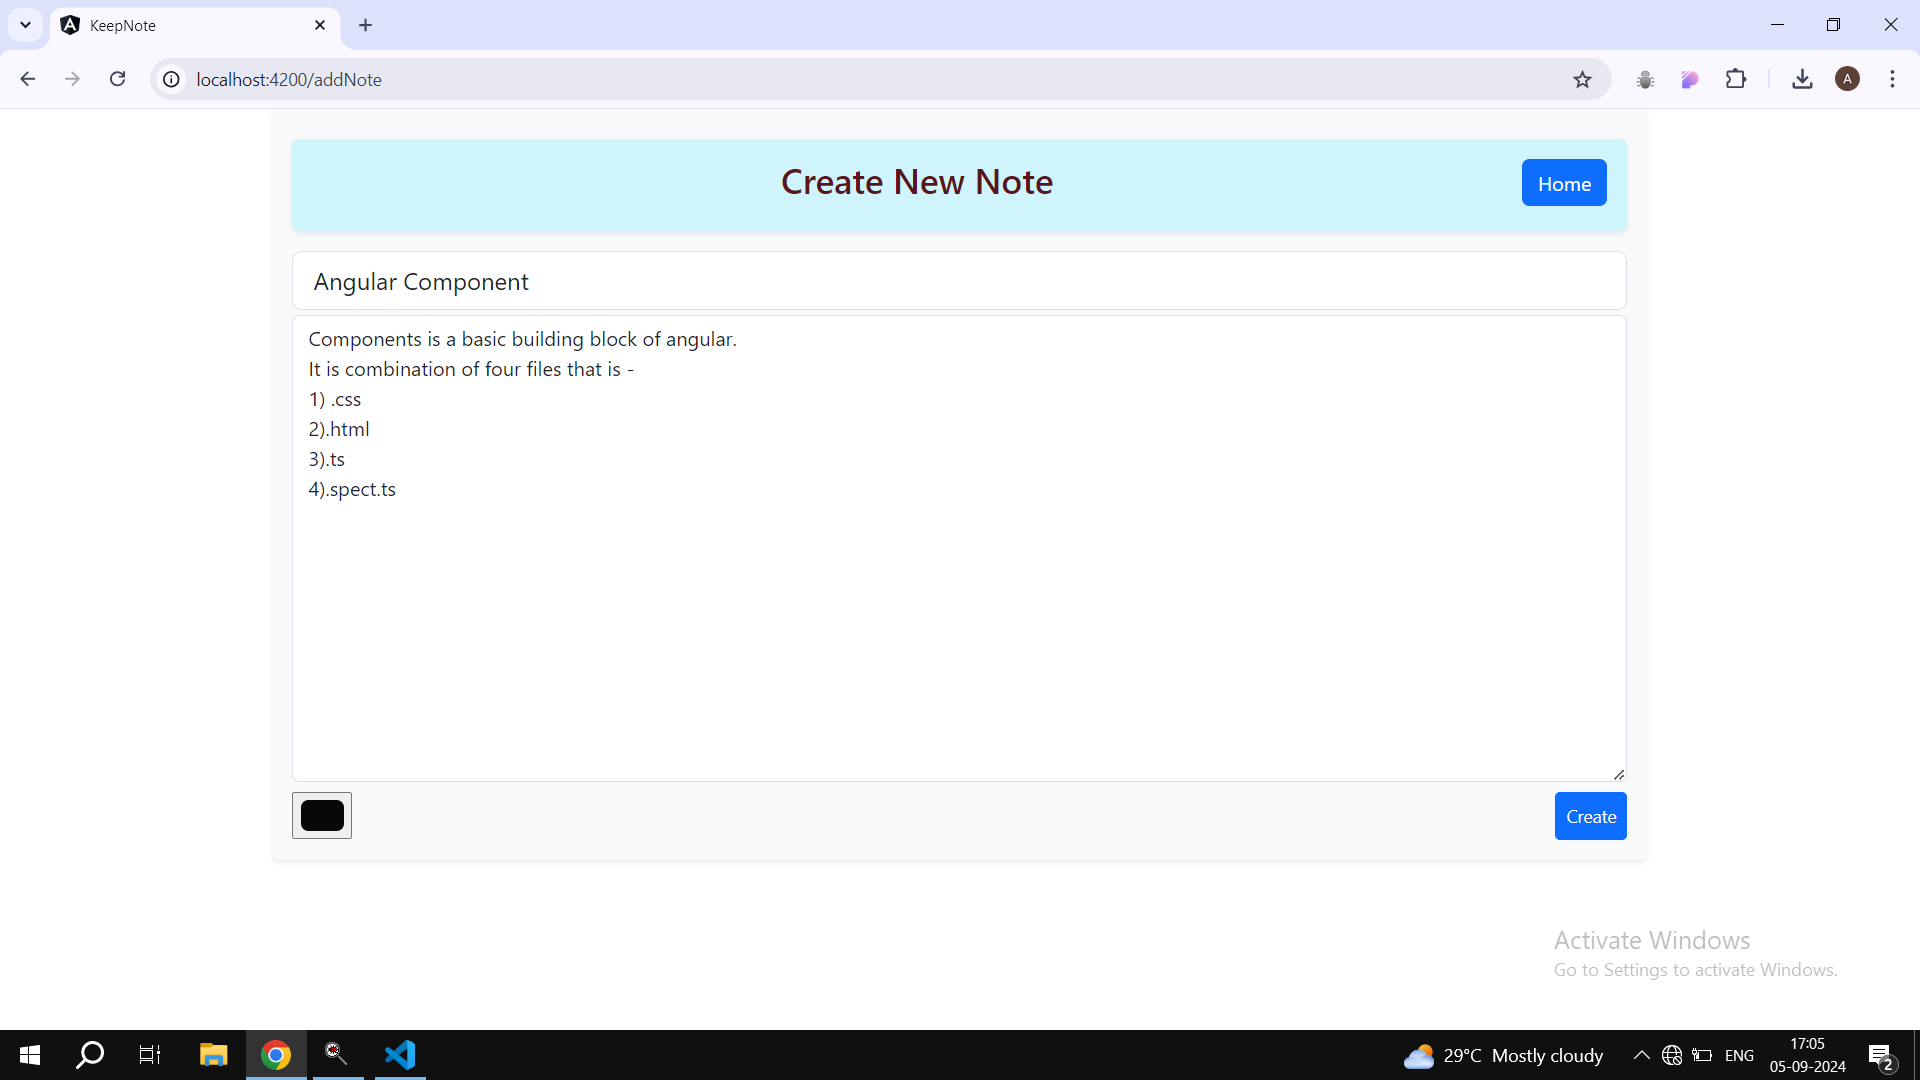 KeepNote
localhost:4200/addNote
A
Create New Note
Home
Angular Component
Components is a basic building block of angular.
It is combination of four files that is -
1) .css
2).html
3).ts
4).spect.ts
Create
Activate Windows
Go to Settings to activate Windows.
29°C Mostly cloudy
ENG
17:05
05-09-2024
2